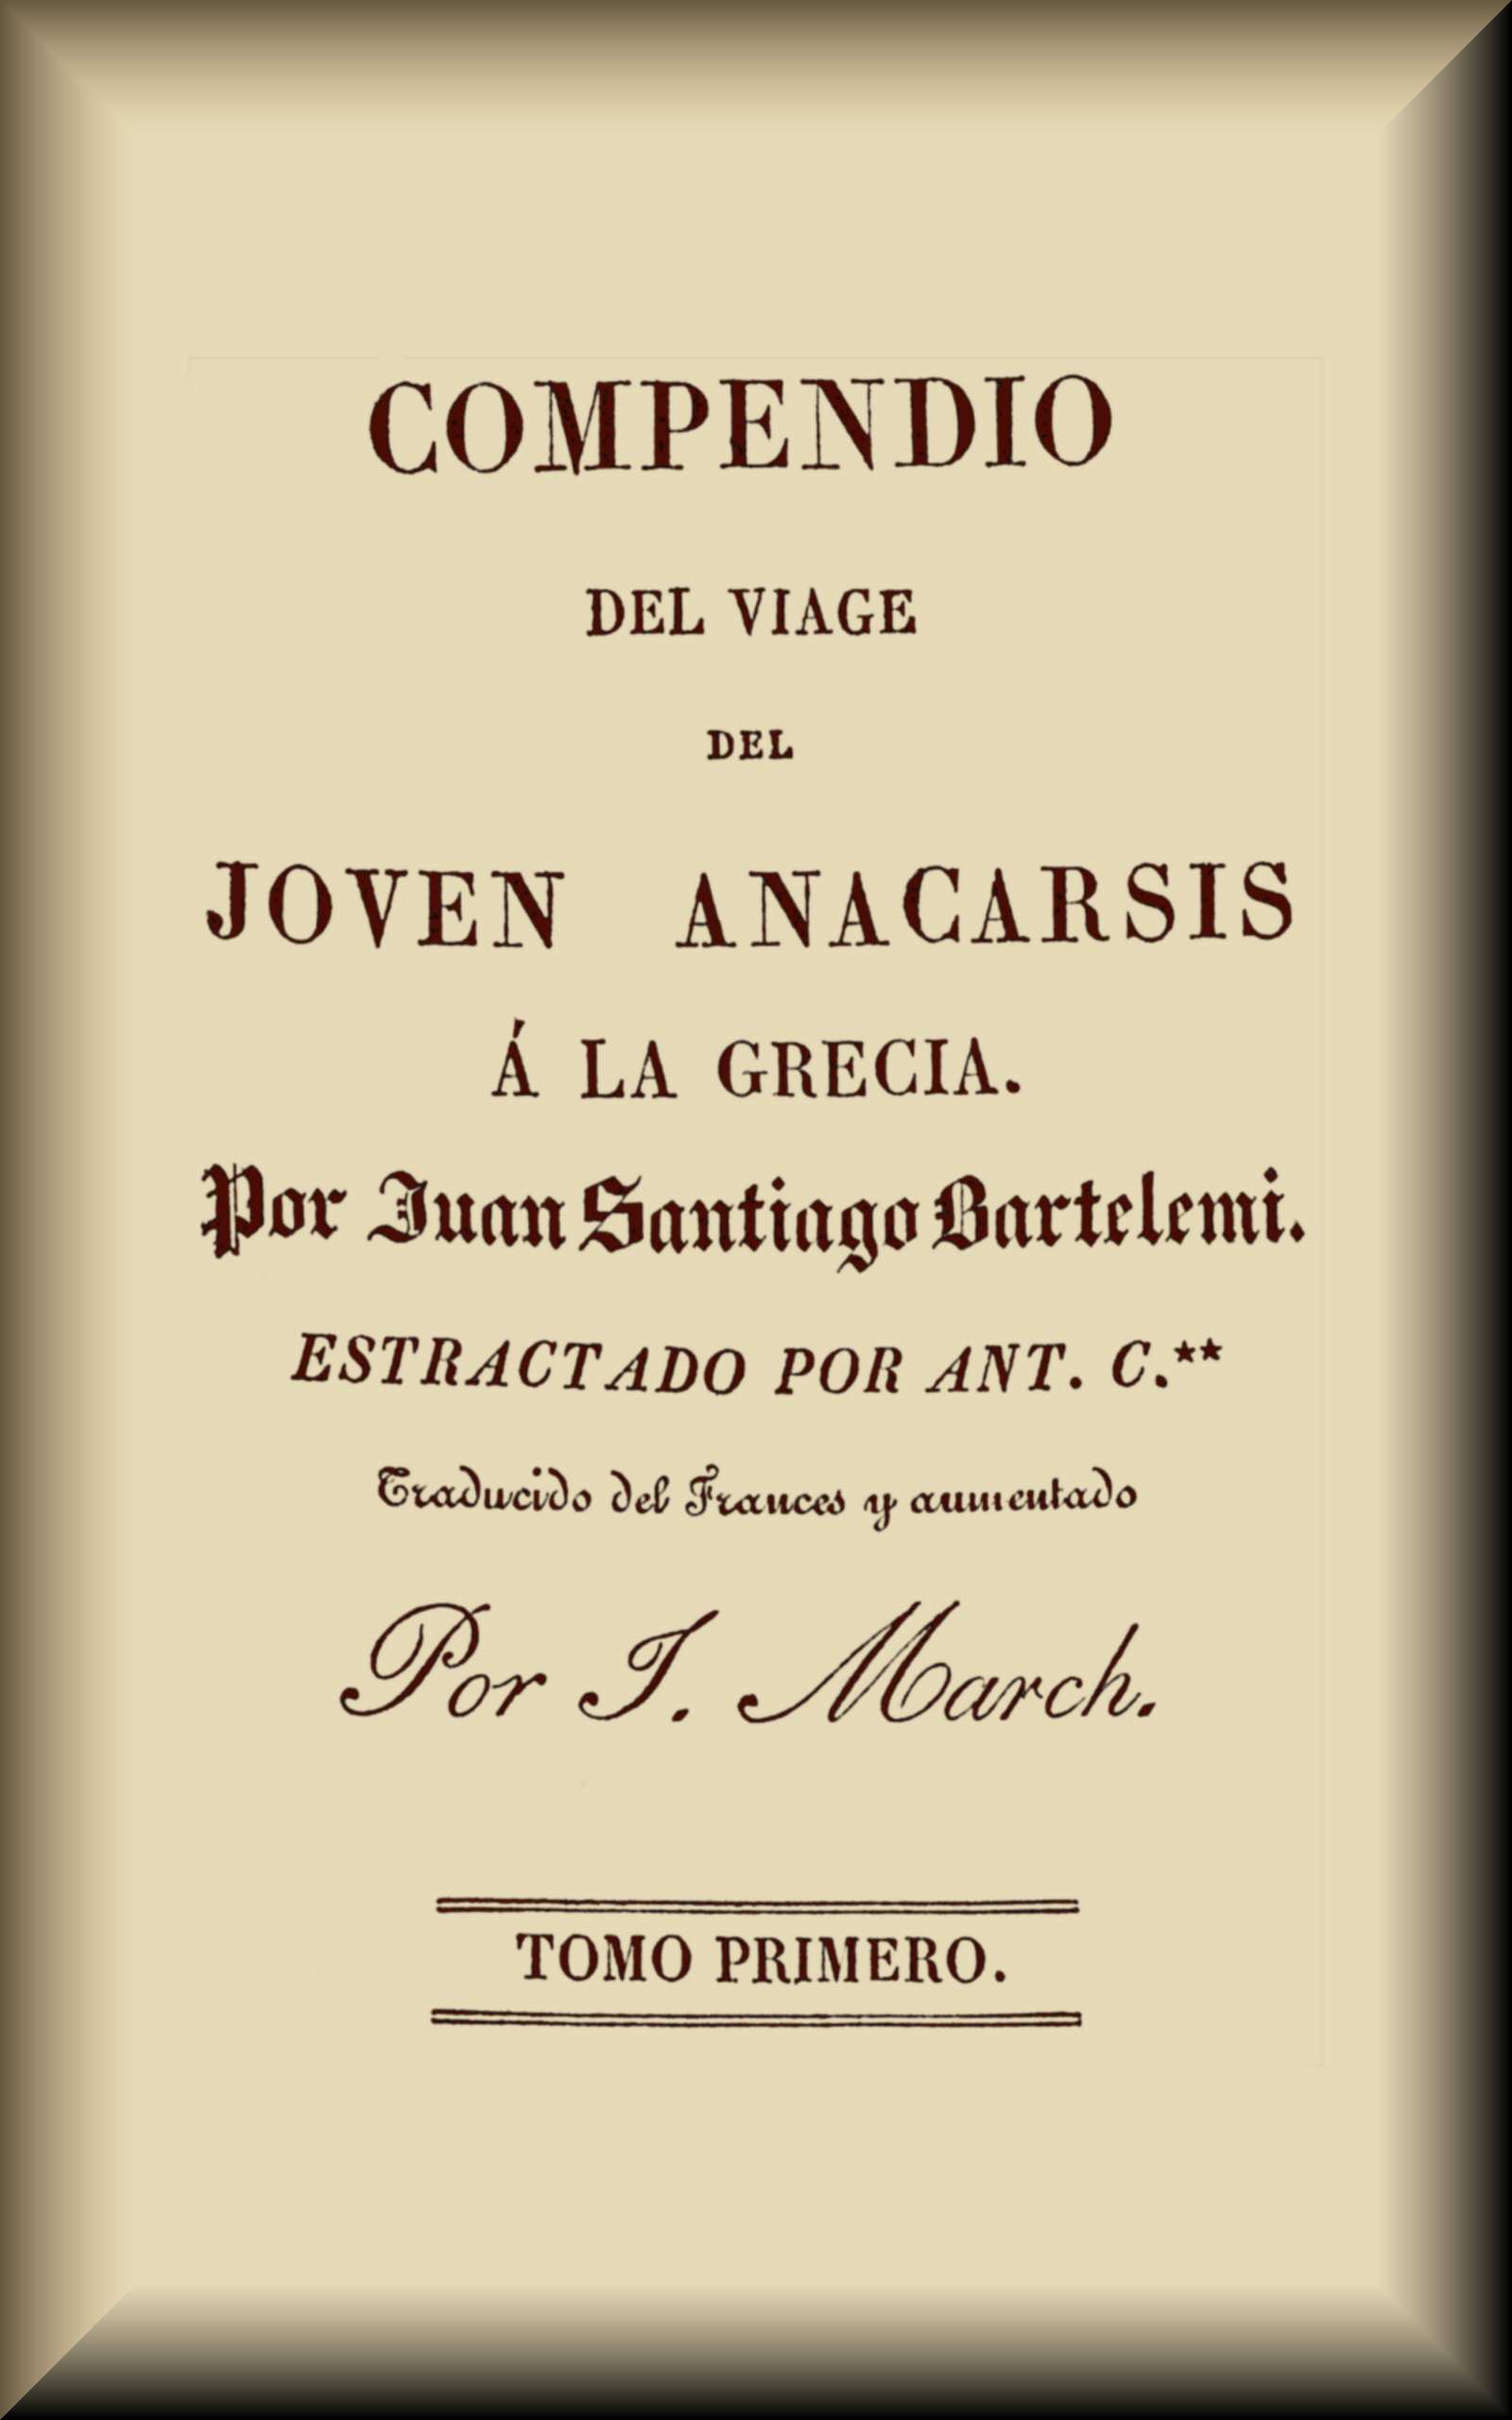 COMPENDIO
DEL VIAGE
DEL
JOVEN ANACARSIS
Á LA GRECIA.
Por Juan Santiago Bartelemi.
ESTRACTADO POR ANT. C.**
Traducido del Frances y aumentado
Por J. March.
TOMO PRIMERO.